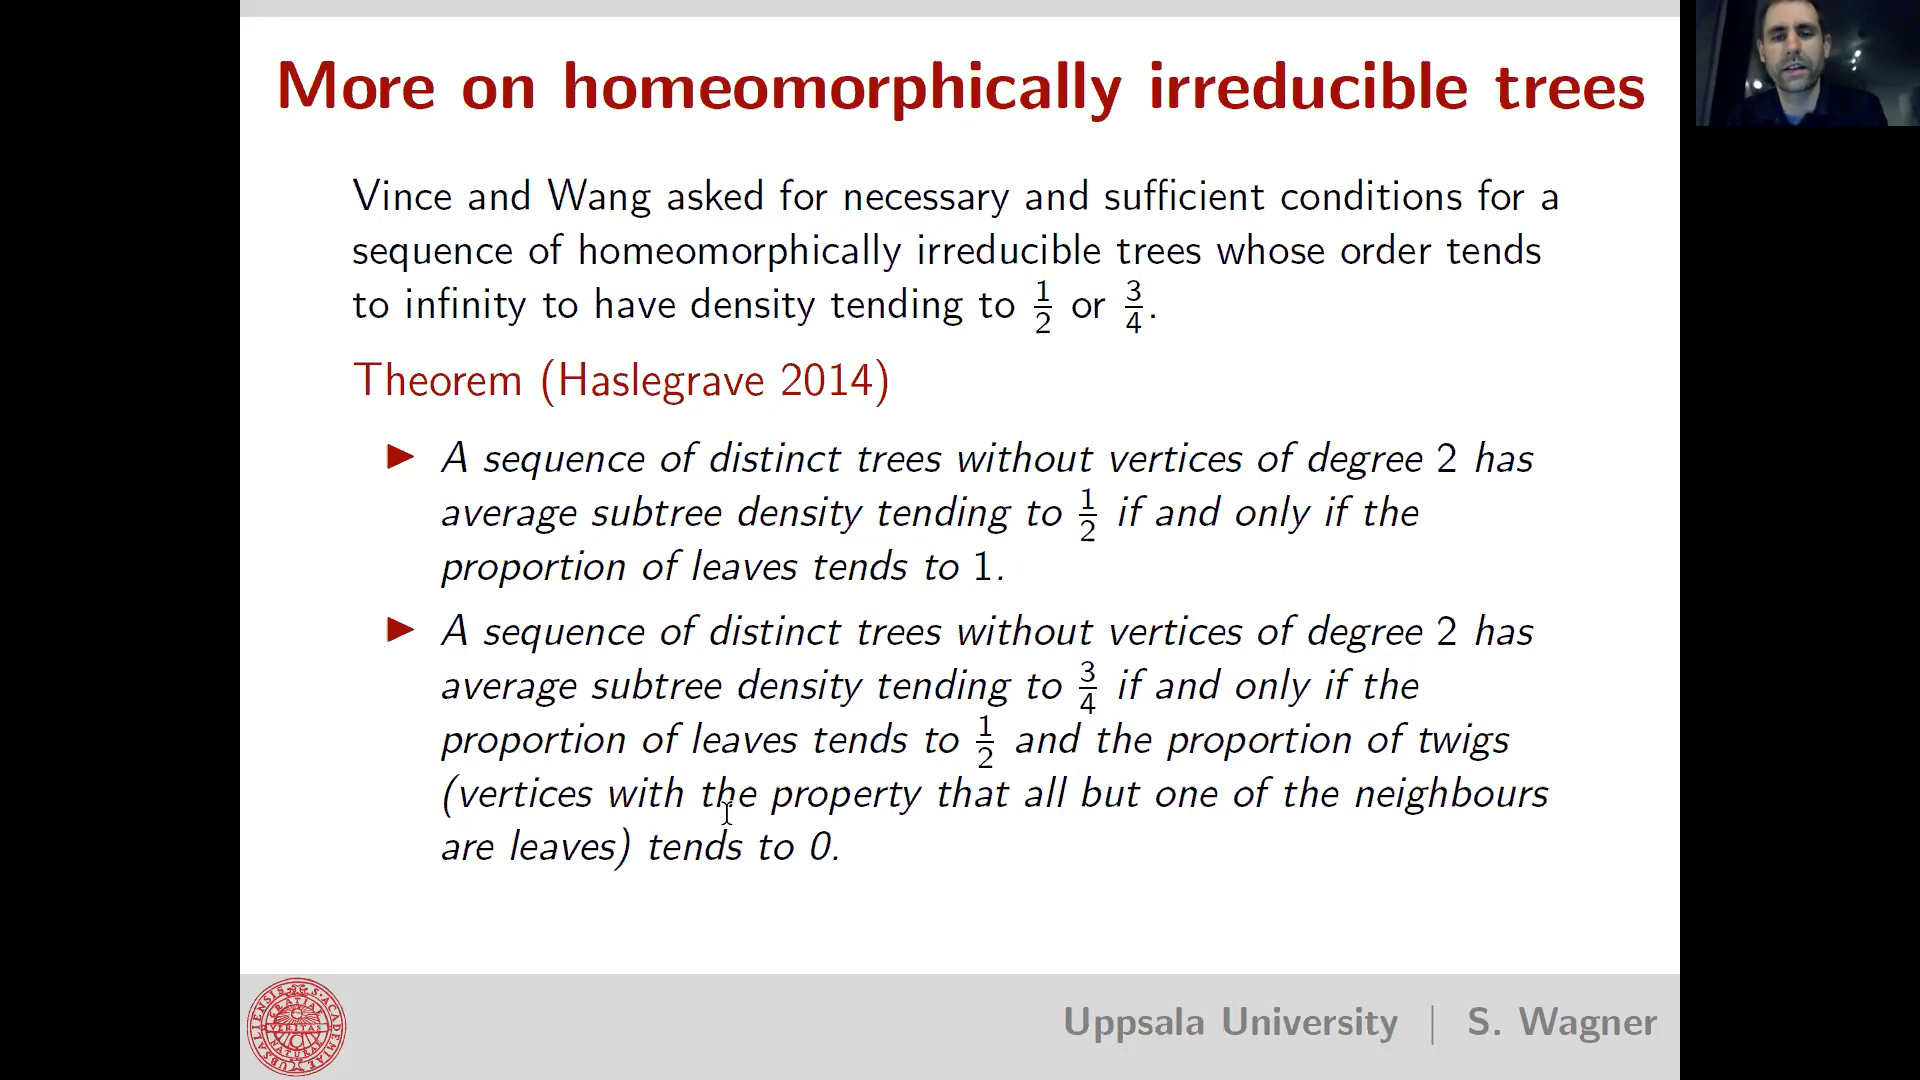 More on homeomorphically irreducible trees
Vince and Wang asked for necessary and sufficient conditions for a
sequence of homeomorphically irreducible trees whose order tends
to infinity to have density tending to 1/2 or 3/4.
Theorem (Haslegrave 2014)
A sequence of distinct trees without vertices of degree 2 has
average subtree density tending to 1/2 if and only if the
proportion of leaves tends to 1.
A sequence of distinct trees without vertices of degree 2 has
average subtree density tending to 3/4 if and only if the
proportion of leaves tends to 1/2 and the proportion of twigs
(vertices with the property that all but one of the neighbours
are leaves) tends to 0.
Uppsala University | S. Wagner